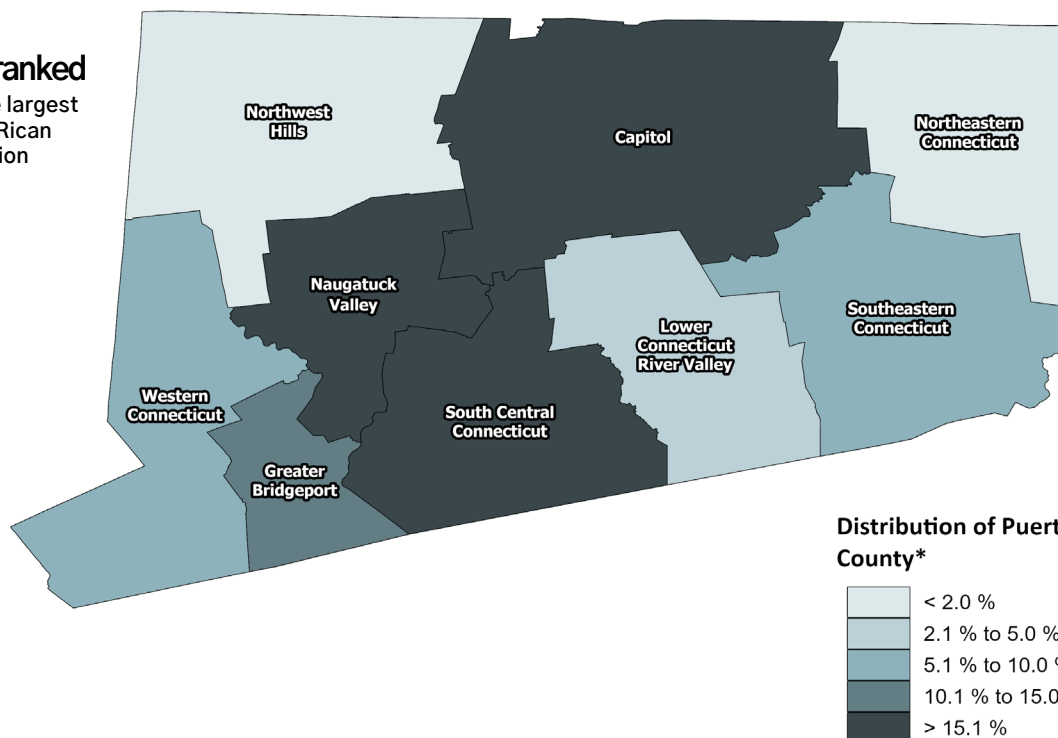 ranked
largest
Rican
Northwest
Hills
Capitol
Northeastern
Connecticut
Naugatuck
Valley
Lower
Connecticut
River Valley
Southeastern
Connecticut
Western
Connecticut
South Central
Connecticut
Greater
Bridgeport
Distribution of Puert
County*
< 2.0 %
2.1 % to 5.0 %
5.1 % to 10.0 %
10.1 % to 15.0
> 15.1 %